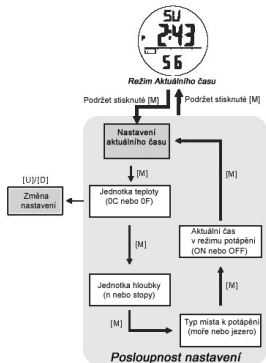 SU
P 2:43
56
Režim Aktuálního času
Podržet stisknuté [M]
Podržet stisknuté [M]
Nastavení
aktuálního času
[M]
[M]
[U]/[D]
Změna
nastavení
Jednotka teploty
(0C nebo 0F)
Aktuální čas
v režimu potápění
(ON nebo OFF)
[M]
[M]
Jednotka hloubky
(n nebo stopy)
[M]
Typ místa k potápění
(moře nebo jezero)
Posloupnost nastavení